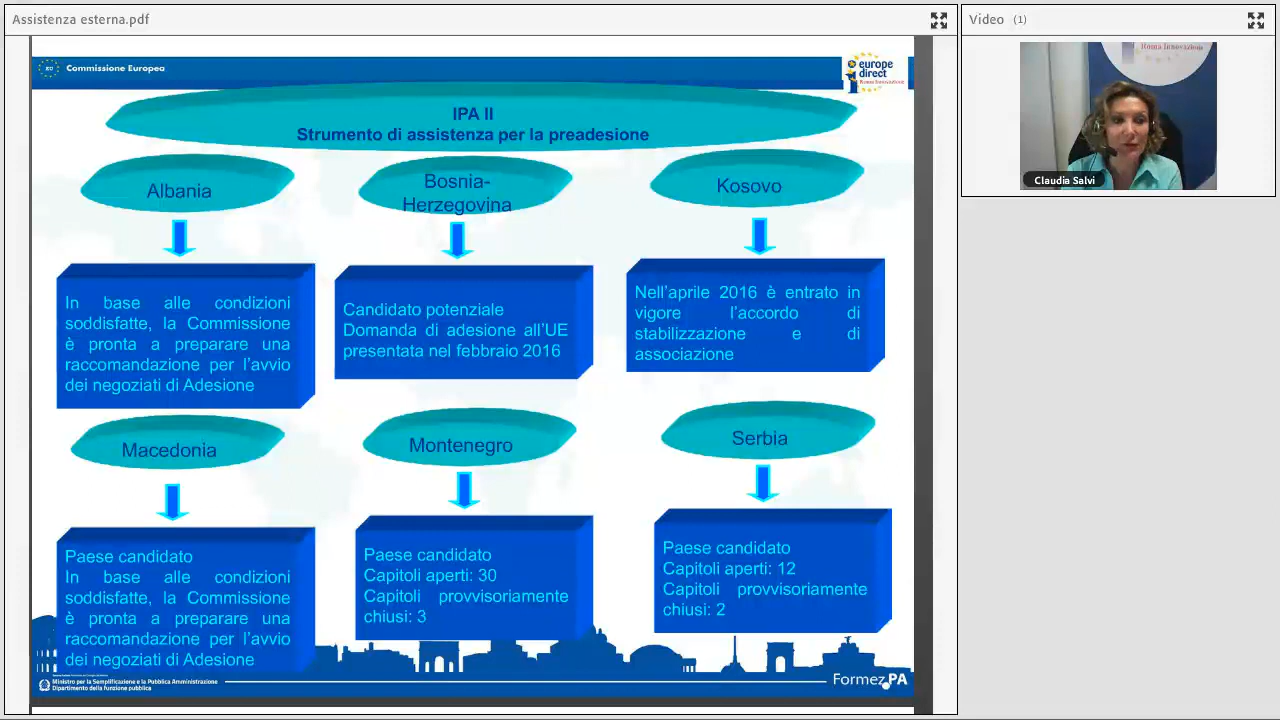 Assistenza esterna.pdf
Video (1)
Commissione Europea
europe
direct
Roma Innovazione
Roma Innovazione
Claudia Salvi
IPA II
Strumento di assistenza per la preadesione
Albania
Bosnia-
Herzegovina
Kosovo
In base alle condizioni
soddisfatte, la Commissione
è pronta a preparare una
raccomandazione per l'avvio
dei negoziati di Adesione
Candidato potenziale
Domanda di adesione all'UE
presentata nel febbraio 2016
Nell'aprile 2016 è entrato in
vigore l'accordo di
stabilizzazione e di
associazione
Macedonia
Montenegro
Serbia
Paese candidato
In base alle condizioni
soddisfatte, la Commissione
è pronta a preparare una
raccomandazione per l'avvio
dei negoziati di Adesione
Paese candidato
Capitoli aperti: 30
Capitoli provvisoriamente
chiusi: 3
Paese candidato
Capitoli aperti: 12
Capitoli provvisoriamente
chiusi: 2
Ministro per la Semplificazione e la Pubblica Amministrazione
Dipartimento della funzione pubblica
FormezPA